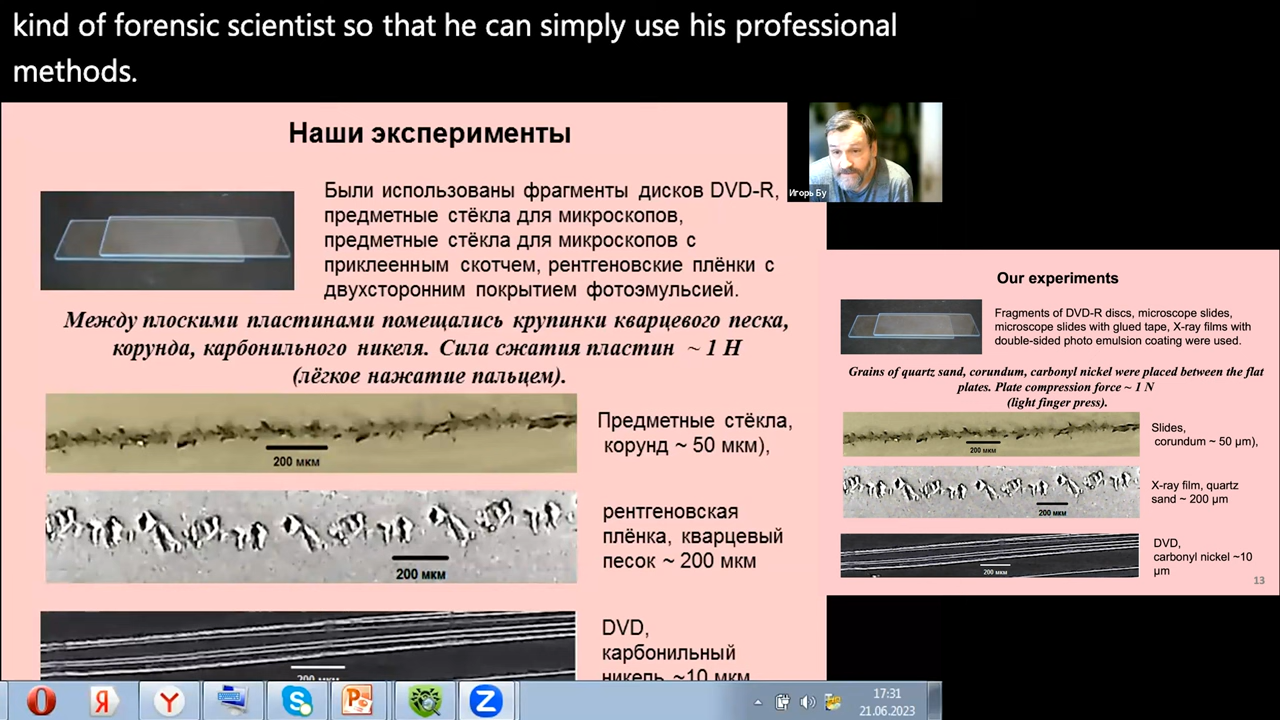 kind of forensic scientist so that he can simply use his professional
methods.
Наши эксперименты
Были использованы фрагменты дисков DVD-R,
предметные стёкла для микроскопов,
предметные стёкла для микроскопов с
приклеенным скотчем, рентгеновские плёнки с
двухсторонним покрытием фотоэмульсией.
Между плоскими пластинами помещались крупинки кварцевого песка,
корунда, карбонильного никеля. Сила сжатия пластин ~ 1 Н
(лёгкое нажатие пальцем).
200 мкм
Предметные стёкла,
корунд ~ 50 мкм),
200 мкм
рентгеновская
плёнка, кварцевый
песок ~ 200 мкм
200 мкм
DVD,
карбонильный
никель ~10 мкм
Игорь Бу
Our experiments
Fragments of DVD-R discs, microscope slides,
microscope slides with glued tape, X-ray films with
double-sided photo emulsion coating were used.
Grains of quartz sand, corundum, carbonyl nickel were placed between the flat
plates. Plate compression force ~ 1 N
(light finger press).
200 мкм
Slides,
corundum ~ 50 µm),
200 мкм
X-ray film, quartz
sand ~ 200 µm
200 мкм
DVD,
carbonyl nickel ~10
µm
13
Я
Y
P
Z
17:31
21.06.2023